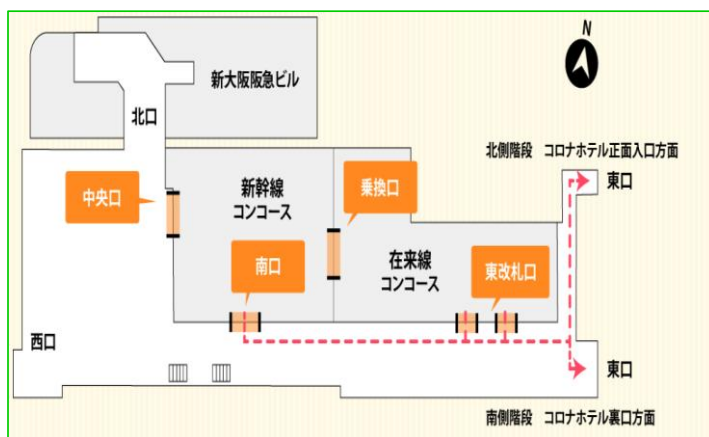 N
新大阪阪急ビル
北口
北側階段 コロナホテル正面入口方面
東口
中央口
新幹線
コンコース
乗換口
南口
在来線
コンコース
東改札口
西口
東口
南側階段 コロナホテル裏口方面